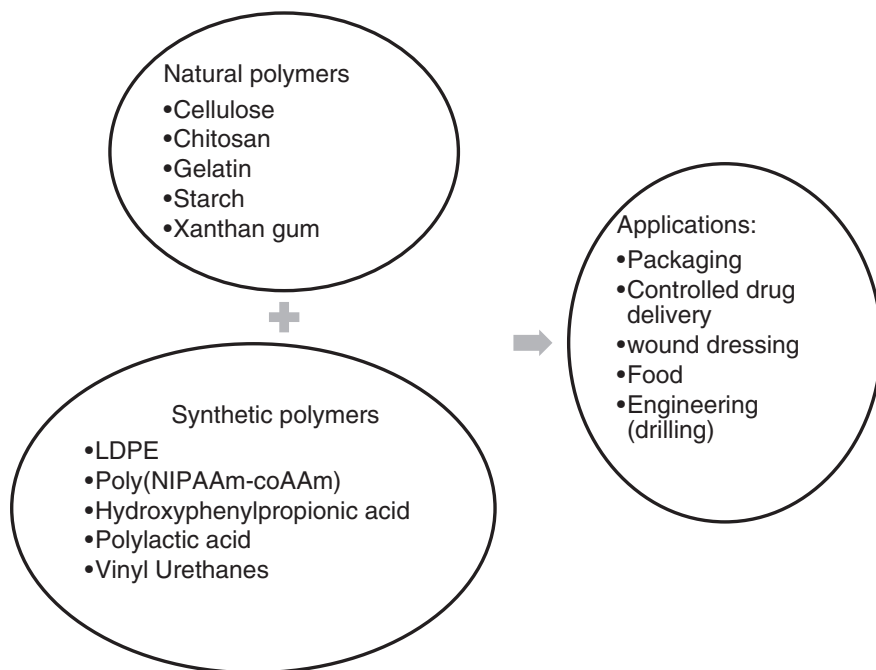 Natural polymers
•Cellulose
•Chitosan
•Gelatin
•Starch
•Xanthan gum
Synthetic polymers
•LDPE
•Poly(NIPAAm-coAAm)
•Hydroxyphenylpropionic acid
•Polylactic acid
•Vinyl Urethanes
Applications:
•Packaging
•Controlled drug
delivery
•wound dressing
•Food
•Engineering
(drilling)